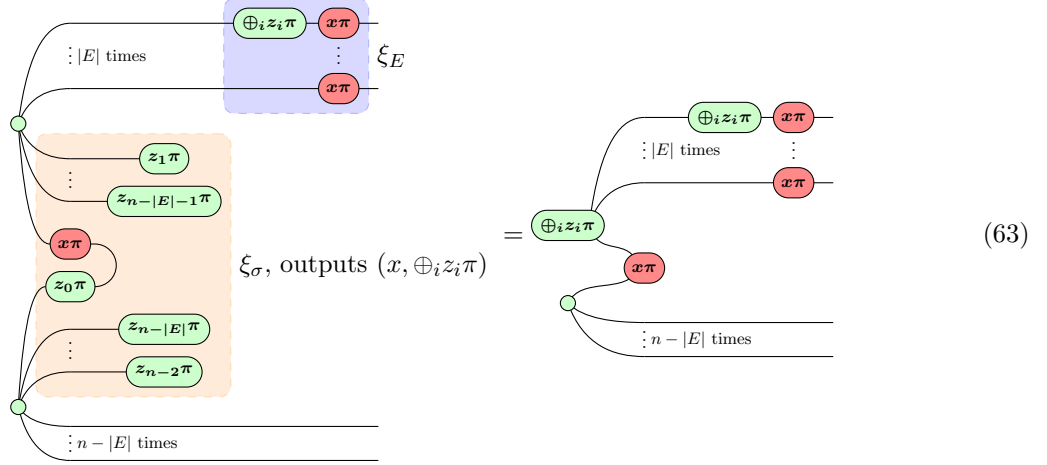 ⊕ᵢzᵢπ xπ
⋮ |E| times ⋮ ξ_E
xπ
z₁π
⋮
z_{n−|E|−1}π
xπ
z₀π
ξ_σ, outputs (x, ⊕ᵢzᵢπ)
z_{n−|E|}π
⋮
z_{n−2}π
⋮ n − |E| times
=
⊕ᵢzᵢπ xπ
⋮ |E| times ⋮
xπ
⊕ᵢzᵢπ
xπ
⋮ n − |E| times
(63)